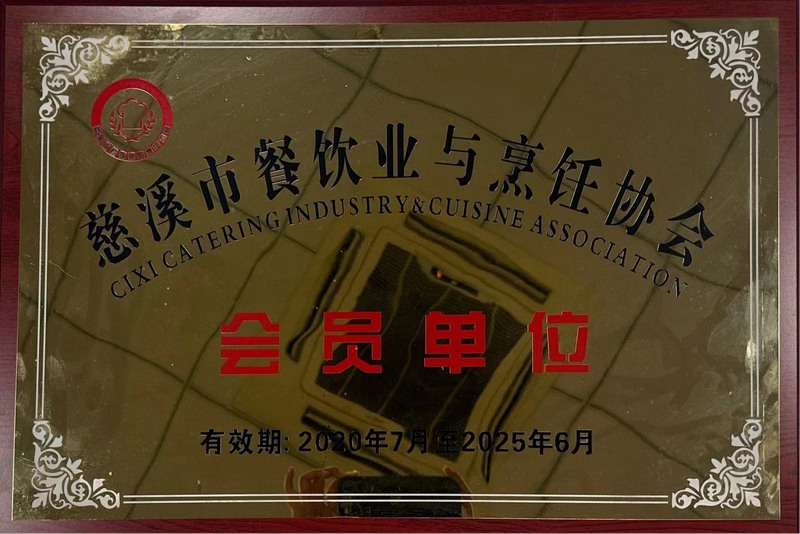 慈溪市餐饮业与烹饪协会
CIXI CATERING INDUSTRY&CUISINE ASSOCIATION
会员单位
有效期:2020年7月至2025年6月